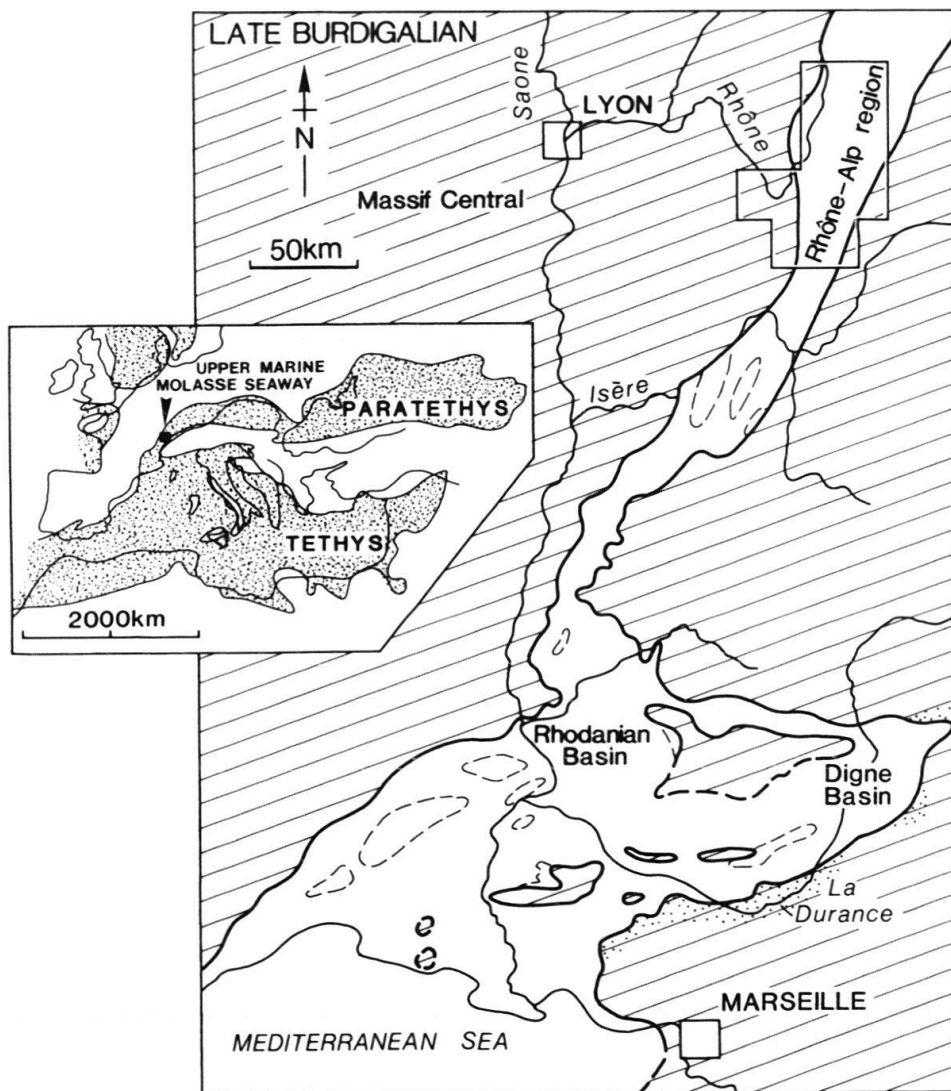 LATE BURDIGALIAN
N
Saone
LYON
Rhône
Rhône-Alp region
Massif Central
50km
UPPER MARINE
MOLASSE SEAWAY
PARATETHYS
TETHYS
2000km
Isēre
Rhodanian
Basin
Digne
Basin
La
Durance
MARSEILLE
MEDITERRANEAN SEA